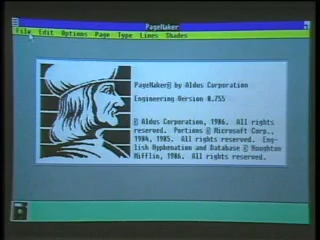 PageMaker
File Edit Options Page Type Lines Shades
PageMaker® by Aldus Corporation
Engineering Version 0.755
© Aldus Corporation, 1986. All rights
reserved. Portions © Microsoft Corp.,
1984, 1985. All rights reserved. Eng-
lish Hyphenation and Database © Houghton
Mifflin, 1986. All rights reserved.